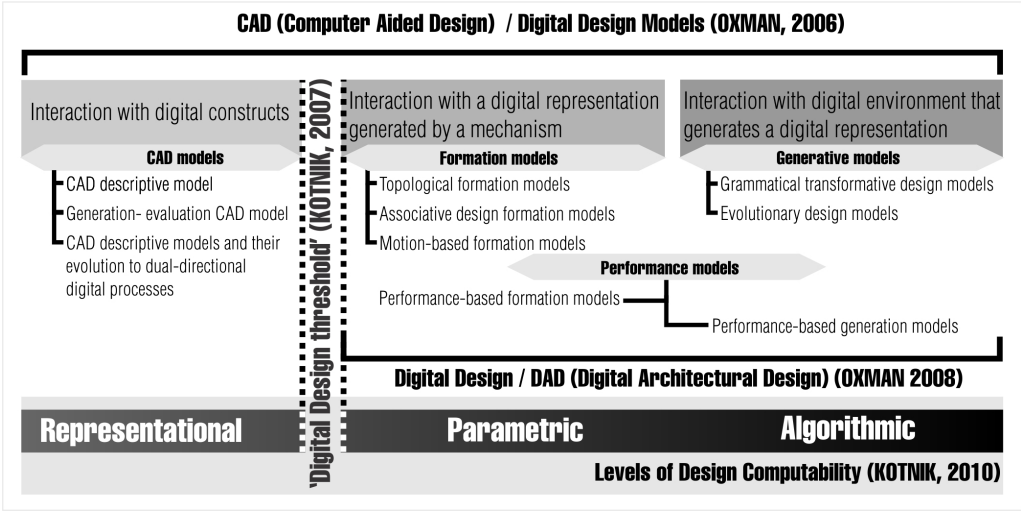 CAD (Computer Aided Design) / Digital Design Models (OXMAN, 2006)
Interaction with digital constructs
CAD models
CAD descriptive model
Generation- evaluation CAD model
CAD descriptive models and their
evolution to dual-directional
digital processes
'Digital Design threshold' (KOTNIK, 2007)
Interaction with a digital representation
generated by a mechanism
Formation models
Topological formation models
Associative design formation models
Motion-based formation models
Interaction with digital environment that
generates a digital representation
Generative models
Grammatical transformative design models
Evolutionary design models
Performance models
Performance-based formation models
Performance-based generation models
Digital Design / DAD (Digital Architectural Design) (OXMAN 2008)
Representational
Parametric
Algorithmic
Levels of Design Computability (KOTNIK, 2010)